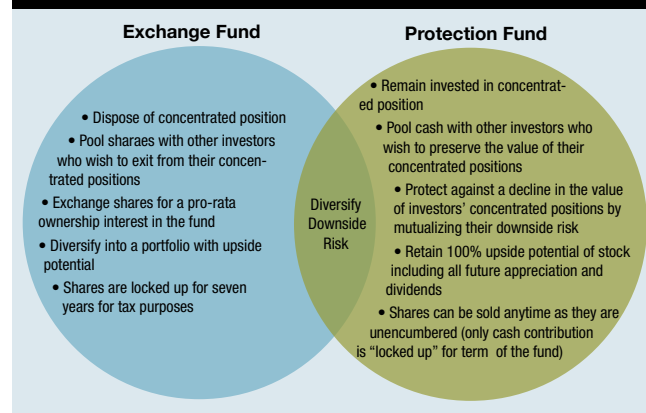 Exchange Fund
• Dispose of concentrated position
• Pool sharaes with other investors
who wish to exit from their concen-
trated positions
• Exchange shares for a pro-rata
ownership interest in the fund
• Diversify into a portfolio with upside
potential
• Shares are locked up for seven
years for tax purposes
Diversify
Downside
Risk
Protection Fund
• Remain invested in concentrat-
ed position
• Pool cash with other investors who
wish to preserve the value of their
concentrated positions
• Protect against a decline in the value
of investors' concentrated positions by
mutualizing their downside risk
• Retain 100% upside potential of stock
including all future appreciation and
dividends
• Shares can be sold anytime as they are
unencumbered (only cash contribution
is "locked up" for term of the fund)